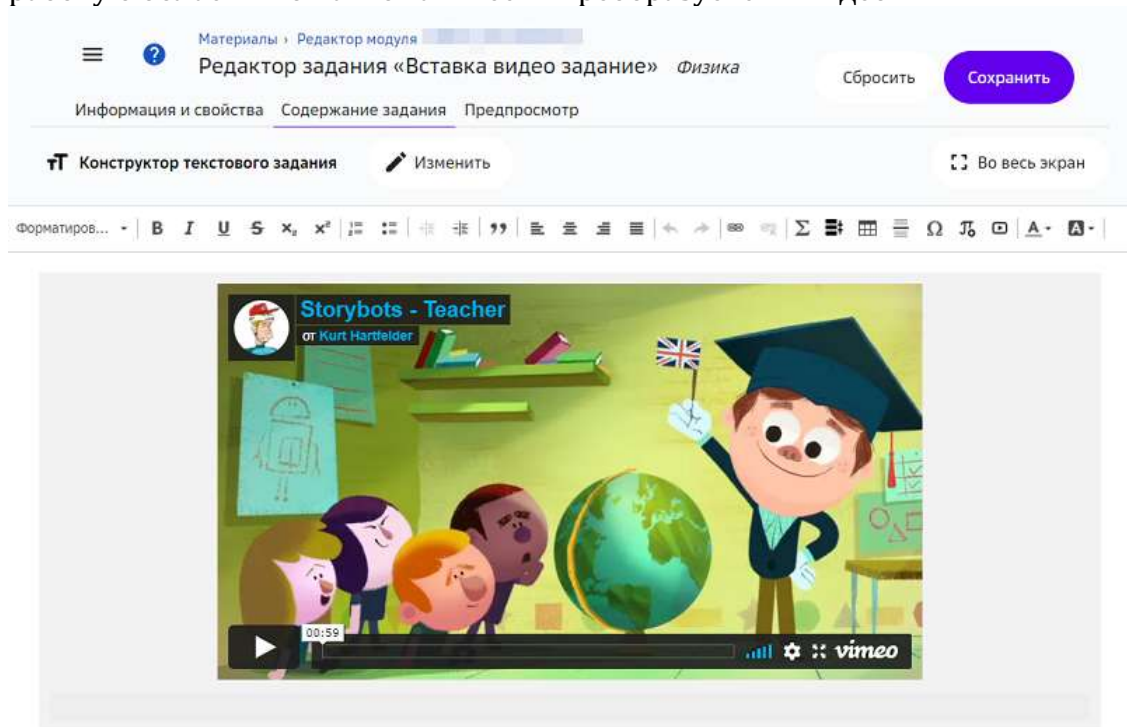 Материалы › Редактор модуля
Редактор задания «Вставка видео задание» Физика
Сбросить
Сохранить
Информация и свойства Содержание задания Предпросмотр
Конструктор текстового задания
Изменить
Во весь экран
Форматиров...
Storybots - Teacher
от Kurt Hartfelder
00:59
vimeo